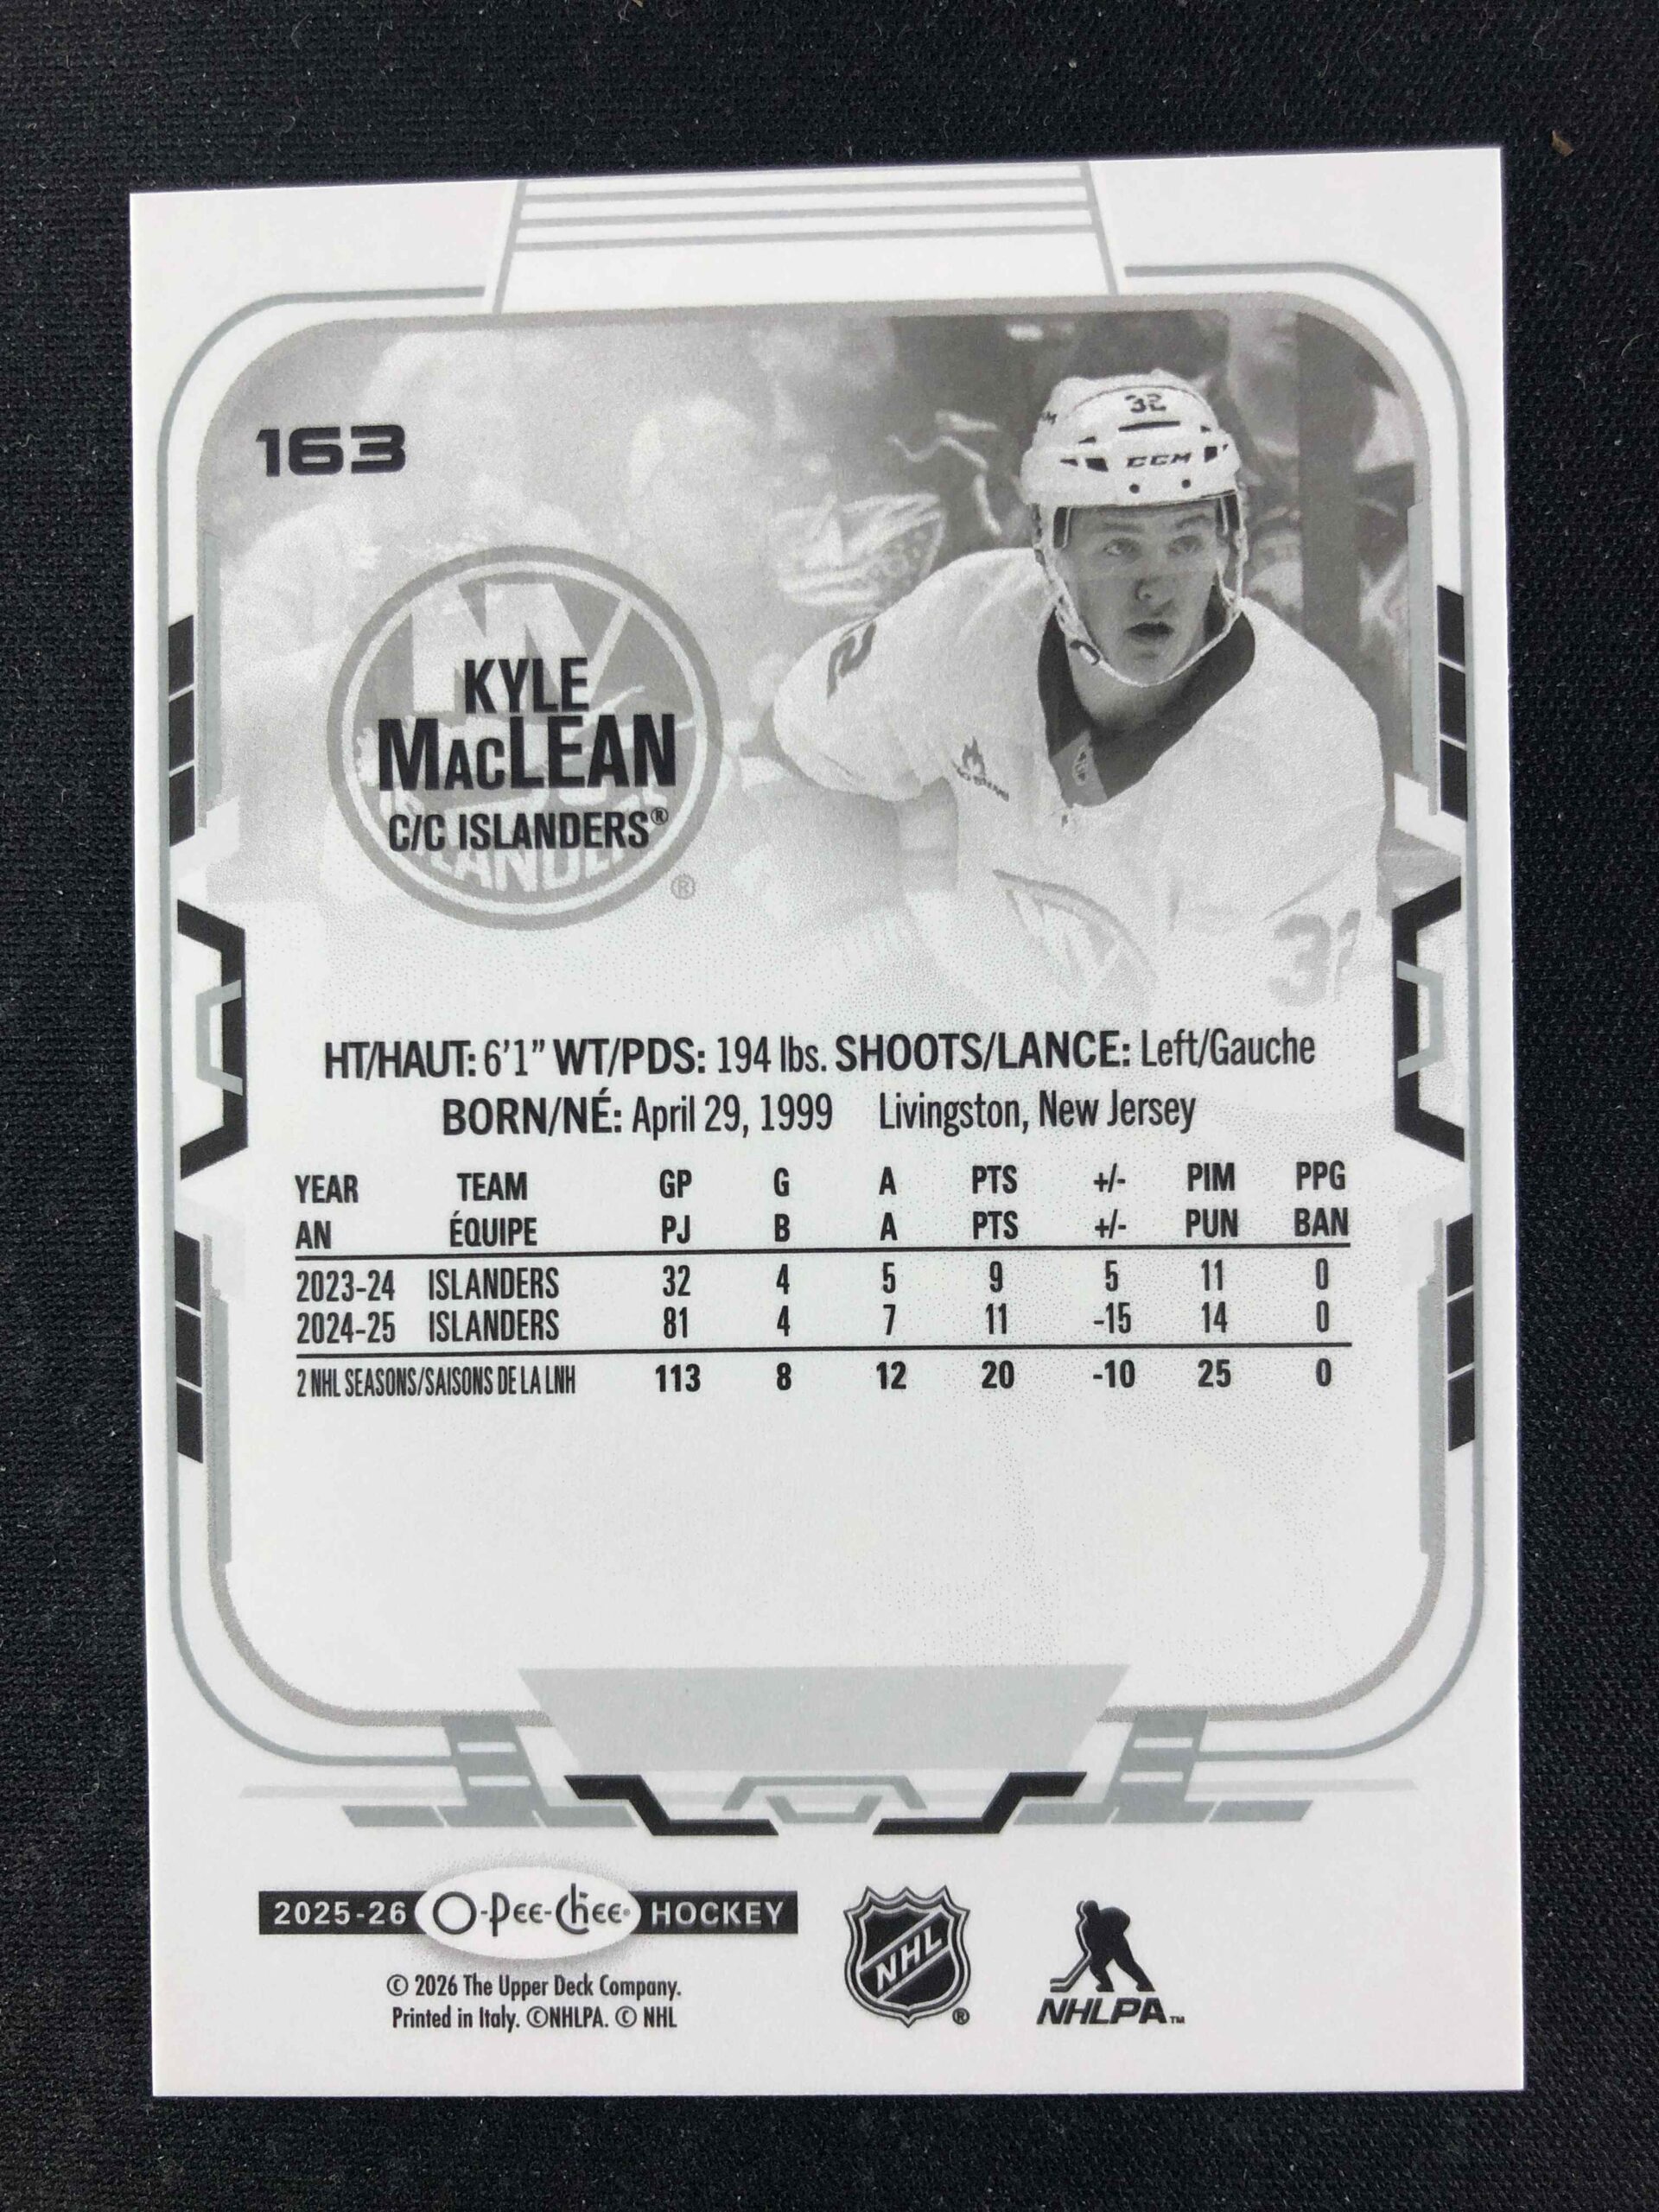 163
32
CCM
2
KYLE
MacLEAN
C/C ISLANDERS®
®
32
HT/HAUT: 6'1" WT/PDS: 194 lbs. SHOOTS/LANCE: Left/Gauche
BORN/NÉ: April 29, 1999 Livingston, New Jersey
YEAR TEAM GP G A PTS +/- PIM PPG
AN ÉQUIPE PJ B A PTS +/- PUN BAN
2023-24 ISLANDERS 32 4 5 9 5 11 0
2024-25 ISLANDERS 81 4 7 11 -15 14 0
2 NHL SEASONS/SAISONS DE LA LNH 113 8 12 20 -10 25 0
2025-26 O-Pee-Chee® HOCKEY
© 2026 The Upper Deck Company.
Printed in Italy. ©NHLPA. © NHL
NHL ®
NHLPA™